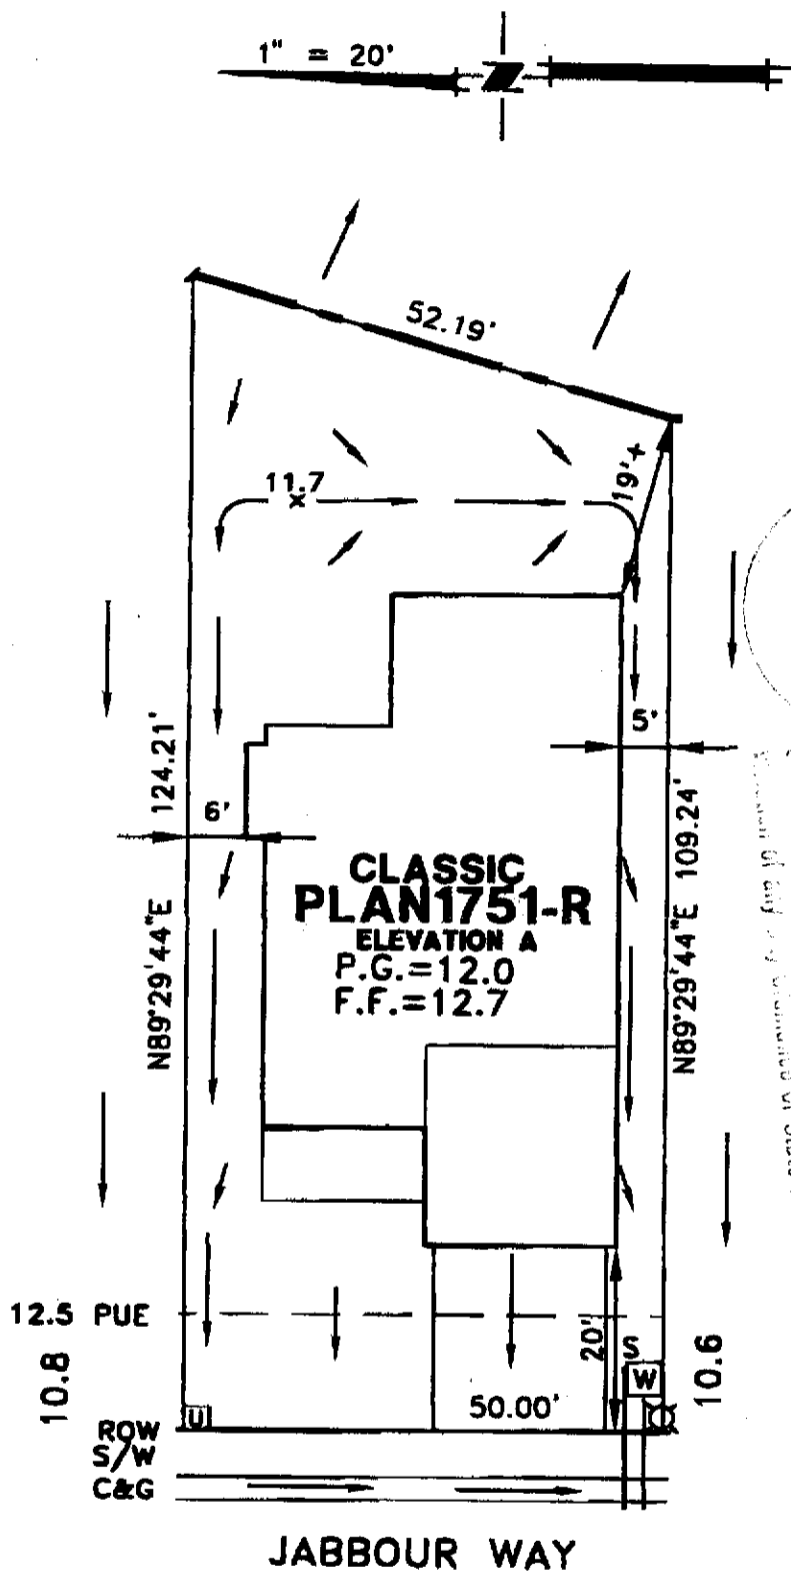 1" = 20'
52.19'
11.7
x
19'+
5'
124.21'
6'
109.24'
CLASSIC
PLAN1751-R
ELEVATION A
P.G.=12.0
F.F.=12.7
N89°29'44"E
N89°29'44"E
12.5 PUE
20'
S
W
10.8
10.6
50.00'
U
ROW
S/W
C&G
JABBOUR WAY